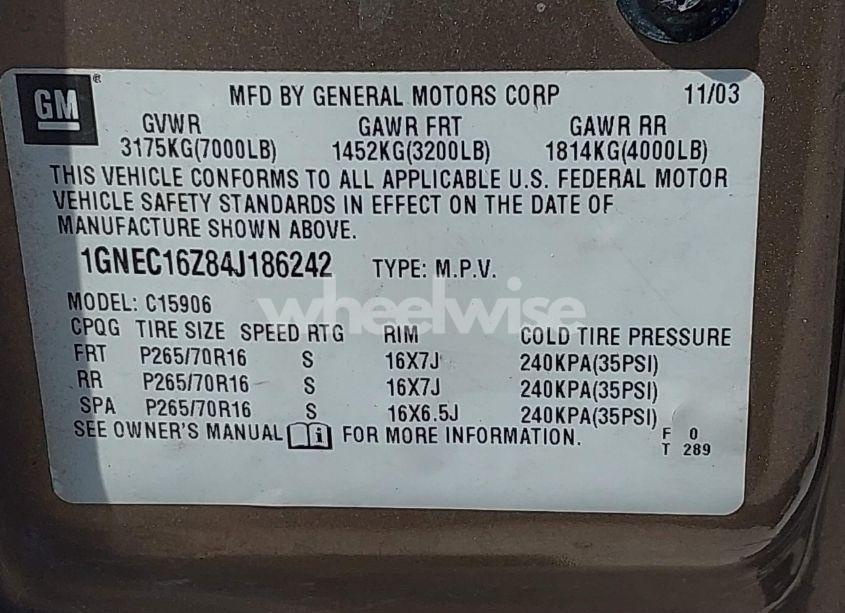 GM ®
MFD BY GENERAL MOTORS CORP 11/03
GVWR GAWR FRT GAWR RR
3175KG(7000LB) 1452KG(3200LB) 1814KG(4000LB)
THIS VEHICLE CONFORMS TO ALL APPLICABLE U.S. FEDERAL MOTOR
VEHICLE SAFETY STANDARDS IN EFFECT ON THE DATE OF
MANUFACTURE SHOWN ABOVE.
1GNEC16Z84J186242 TYPE: M.P.V.
wheelwise
MODEL: C15906
CPQG TIRE SIZE SPEED RTG RIM COLD TIRE PRESSURE
FRT P265/70R16 S 16X7J 240KPA(35PSI)
RR P265/70R16 S 16X7J 240KPA(35PSI)
SPA P265/70R16 S 16X6.5J 240KPA(35PSI)
SEE OWNER'S MANUAL i FOR MORE INFORMATION. F 0
T 289